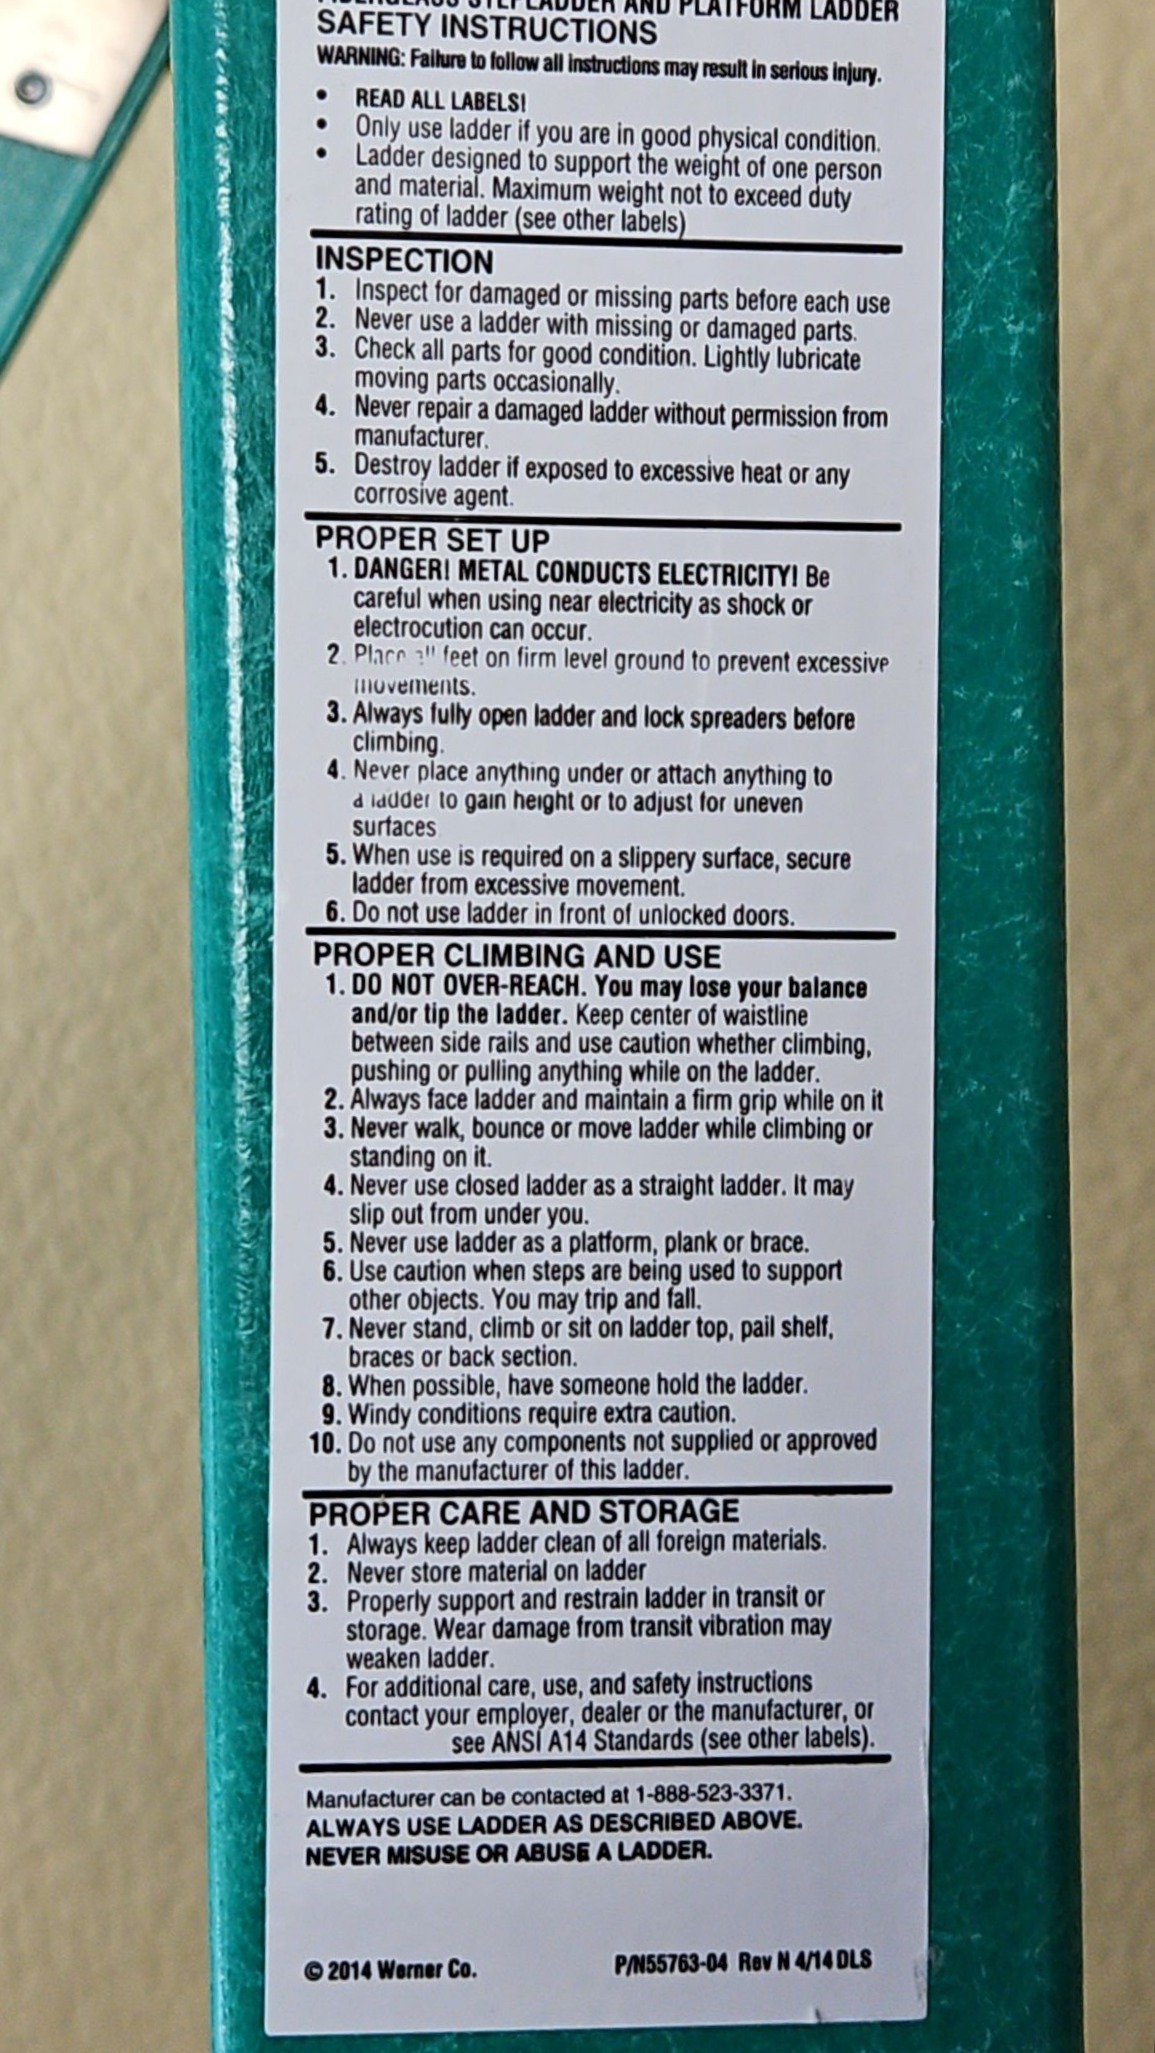 FIBERGLASS STEPLADDER AND PLATFORM LADDER
SAFETY INSTRUCTIONS
WARNING: Failure to follow all instructions may result in serious injury.
• READ ALL LABELS!
• Only use ladder if you are in good physical condition.
• Ladder designed to support the weight of one person
and material. Maximum weight not to exceed duty
rating of ladder (see other labels)
INSPECTION
1. Inspect for damaged or missing parts before each use
2. Never use a ladder with missing or damaged parts.
3. Check all parts for good condition. Lightly lubricate
moving parts occasionally.
4. Never repair a damaged ladder without permission from
manufacturer.
5. Destroy ladder if exposed to excessive heat or any
corrosive agent.
PROPER SET UP
1. DANGER! METAL CONDUCTS ELECTRICITY! Be
careful when using near electricity as shock or
electrocution can occur.
2. Place all feet on firm level ground to prevent excessive
movements.
3. Always fully open ladder and lock spreaders before
climbing.
4. Never place anything under or attach anything to
a ladder to gain height or to adjust for uneven
surfaces
5. When use is required on a slippery surface, secure
ladder from excessive movement.
6. Do not use ladder in front of unlocked doors.
PROPER CLIMBING AND USE
1. DO NOT OVER-REACH. You may lose your balance
and/or tip the ladder. Keep center of waistline
between side rails and use caution whether climbing,
pushing or pulling anything while on the ladder.
2. Always face ladder and maintain a firm grip while on it
3. Never walk, bounce or move ladder while climbing or
standing on it.
4. Never use closed ladder as a straight ladder. It may
slip out from under you.
5. Never use ladder as a platform, plank or brace.
6. Use caution when steps are being used to support
other objects. You may trip and fall.
7. Never stand, climb or sit on ladder top, pail shelf,
braces or back section.
8. When possible, have someone hold the ladder.
9. Windy conditions require extra caution.
10. Do not use any components not supplied or approved
by the manufacturer of this ladder.
PROPER CARE AND STORAGE
1. Always keep ladder clean of all foreign materials.
2. Never store material on ladder
3. Properly support and restrain ladder in transit or
storage. Wear damage from transit vibration may
weaken ladder.
4. For additional care, use, and safety instructions
contact your employer, dealer or the manufacturer, or
see ANSI A14 Standards (see other labels).
Manufacturer can be contacted at 1-888-523-3371.
ALWAYS USE LADDER AS DESCRIBED ABOVE.
NEVER MISUSE OR ABUSE A LADDER.
© 2014 Werner Co. P/N55763-04 Rev N 4/14 DLS